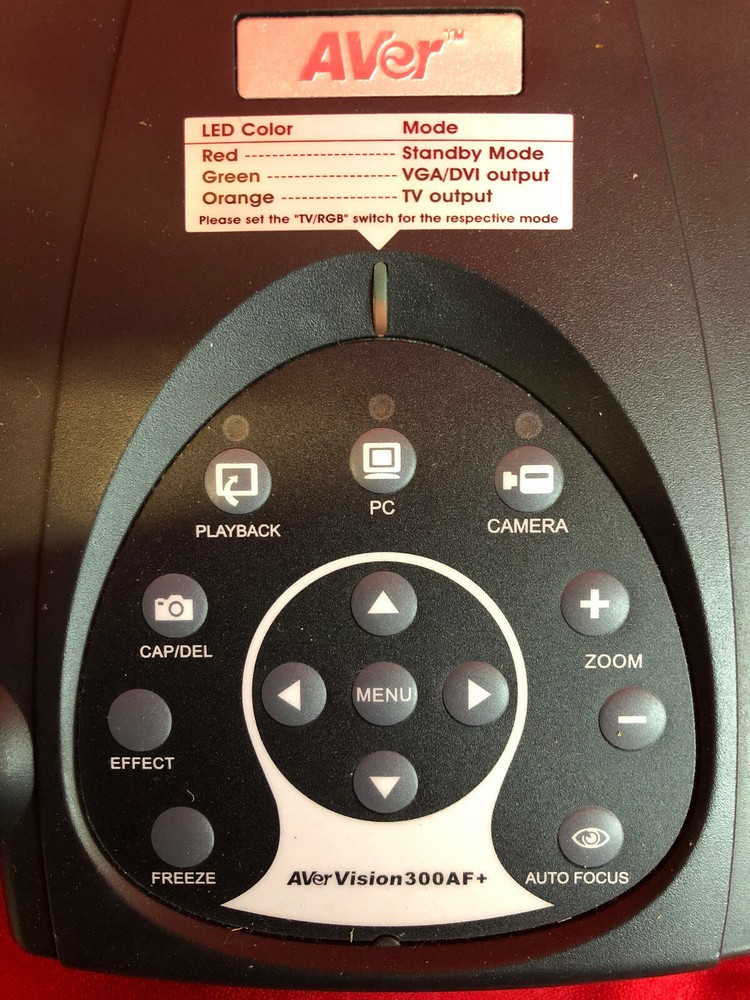 AVer™
LED Color Mode
Red ---------------------------- Standby Mode
Green ------------------------- VGA/DVI output
Orange ----------------------- TV output
Please set the "TV/RGB" switch for the respective mode
PLAYBACK
PC
CAMERA
CAP/DEL
ZOOM
MENU
EFFECT
FREEZE
AVerVision300AF+
AUTO FOCUS